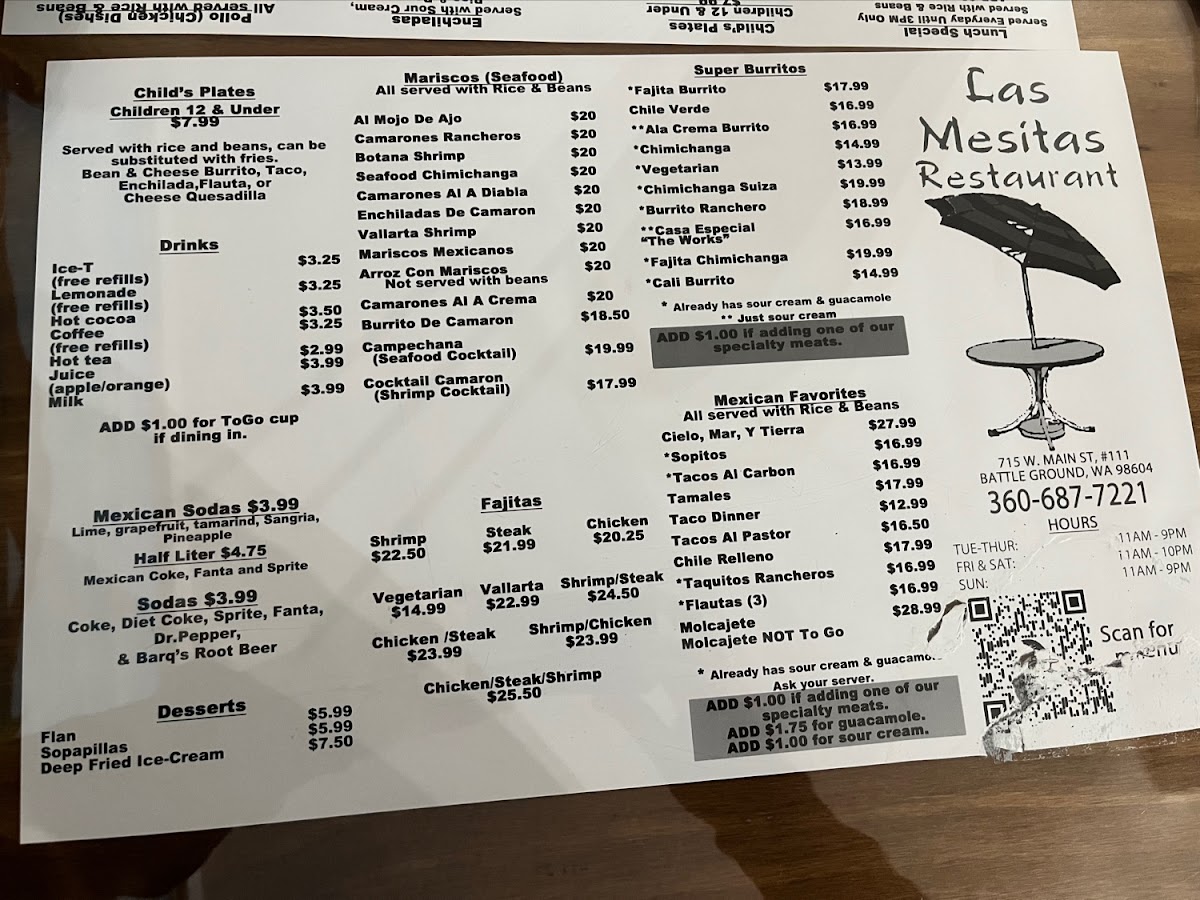 Pollo (Chicken Dishes)
All served with Rice & Beans
Enchiladas
Served with Sour Cream,
Child's Plates
Children 12 & Under
$7.99
Lunch Special
Served Everyday Until 3PM Only
Served with Rice & Beans
Child's Plates
Children 12 & Under
$7.99
Served with rice and beans, can be
substituted with fries.
Bean & Cheese Burrito, Taco,
Enchilada,Flauta, or
Cheese Quesadilla
Drinks
Ice-T $3.25
(free refills)
Lemonade $3.25
(free refills)
Hot cocoa $3.50
Coffee $3.25
(free refills)
Hot tea $2.99
Juice $3.99
(apple/orange)
Milk $3.99
ADD $1.00 for ToGo cup
if dining in.
Mexican Sodas $3.99
Lime, grapefruit, tamarind, Sangria,
Pineapple
Half Liter $4.75
Mexican Coke, Fanta and Sprite
Sodas $3.99
Coke, Diet Coke, Sprite, Fanta,
Dr.Pepper,
& Barq's Root Beer
Desserts
Flan $5.99
Sopapillas $5.99
Deep Fried Ice-Cream $7.50
Mariscos (Seafood)
All served with Rice & Beans
Al Mojo De Ajo $20
Camarones Rancheros $20
Botana Shrimp $20
Seafood Chimichanga $20
Camarones Al A Diabla $20
Enchiladas De Camaron $20
Vallarta Shrimp $20
Mariscos Mexicanos $20
Arroz Con Mariscos $20
Not served with beans
Camarones Al A Crema $20
Burrito De Camaron $18.50
Campechana $19.99
(Seafood Cocktail)
Cocktail Camaron $17.99
(Shrimp Cocktail)
Fajitas
Shrimp Steak Chicken
$22.50 $21.99 $20.25
Vegetarian Vallarta Shrimp/Steak
$14.99 $22.99 $24.50
Chicken /Steak Shrimp/Chicken
$23.99 $23.99
Chicken/Steak/Shrimp
$25.50
Super Burritos
*Fajita Burrito $17.99
Chile Verde $16.99
**Ala Crema Burrito $16.99
*Chimichanga $14.99
*Vegetarian $13.99
*Chimichanga Suiza $19.99
*Burrito Ranchero $18.99
**Casa Especial $16.99
"The Works"
*Fajita Chimichanga $19.99
*Cali Burrito $14.99
* Already has sour cream & guacamole
** Just sour cream
ADD $1.00 if adding one of our
specialty meats.
Mexican Favorites
All served with Rice & Beans
Cielo, Mar, Y Tierra $27.99
*Sopitos $16.99
*Tacos Al Carbon $16.99
Tamales $17.99
Taco Dinner $12.99
Tacos Al Pastor $16.50
Chile Relleno $17.99
*Taquitos Rancheros $16.99
*Flautas (3) $16.99
Molcajete $28.99
Molcajete NOT To Go
* Already has sour cream & guacamo
Ask your server.
ADD $1.00 if adding one of our
specialty meats.
ADD $1.75 for guacamole.
ADD $1.00 for sour cream.
Las
Mesitas
Restaurant
715 W. MAIN ST, #111
BATTLE GROUND, WA 98604
360-687-7221
HOURS
TUE-THUR: 11AM - 9PM
FRI & SAT: 11AM - 10PM
SUN: 11AM - 9PM
Scan for
menu